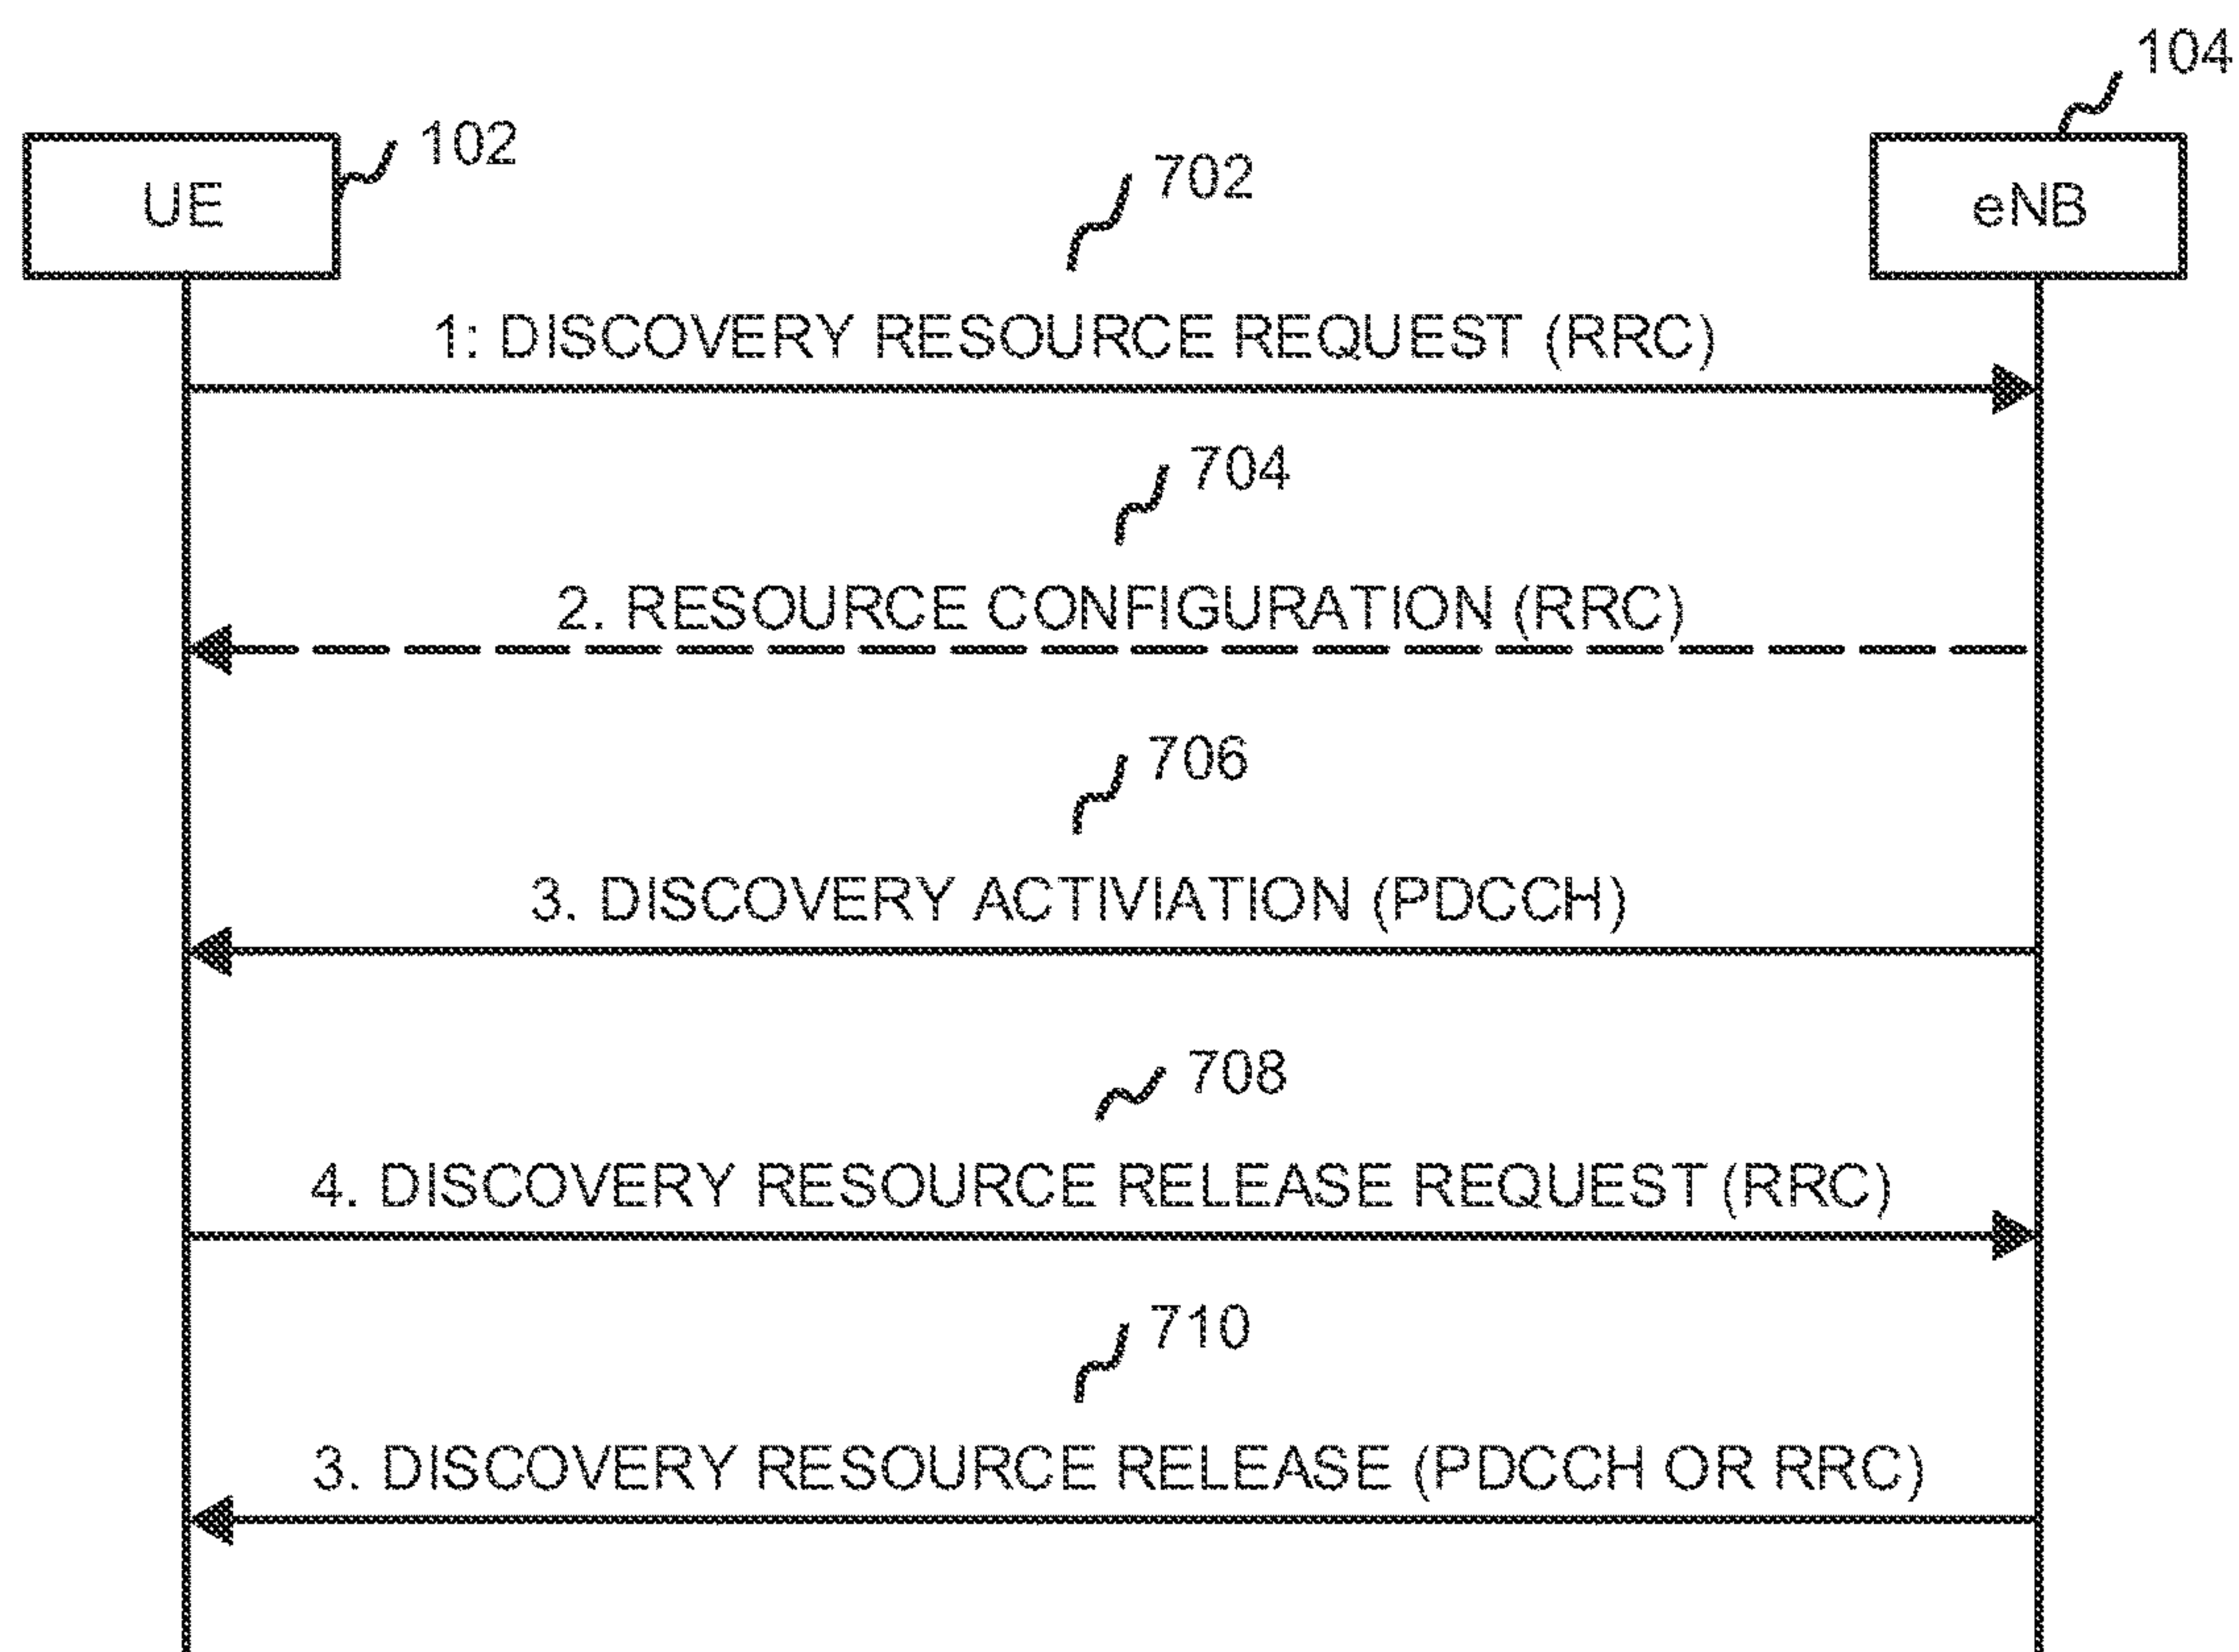 104
102
UE
eNB
702
1: DISCOVERY RESOURCE REQUEST (RRC)
704
2. RESOURCE CONFIGURATION (RRC)
706
3. DISCOVERY ACTIVIATION (PDCCH)
708
4. DISCOVERY RESOURCE RELEASE REQUEST (RRC)
710
3. DISCOVERY RESOURCE RELEASE (PDCCH OR RRC)